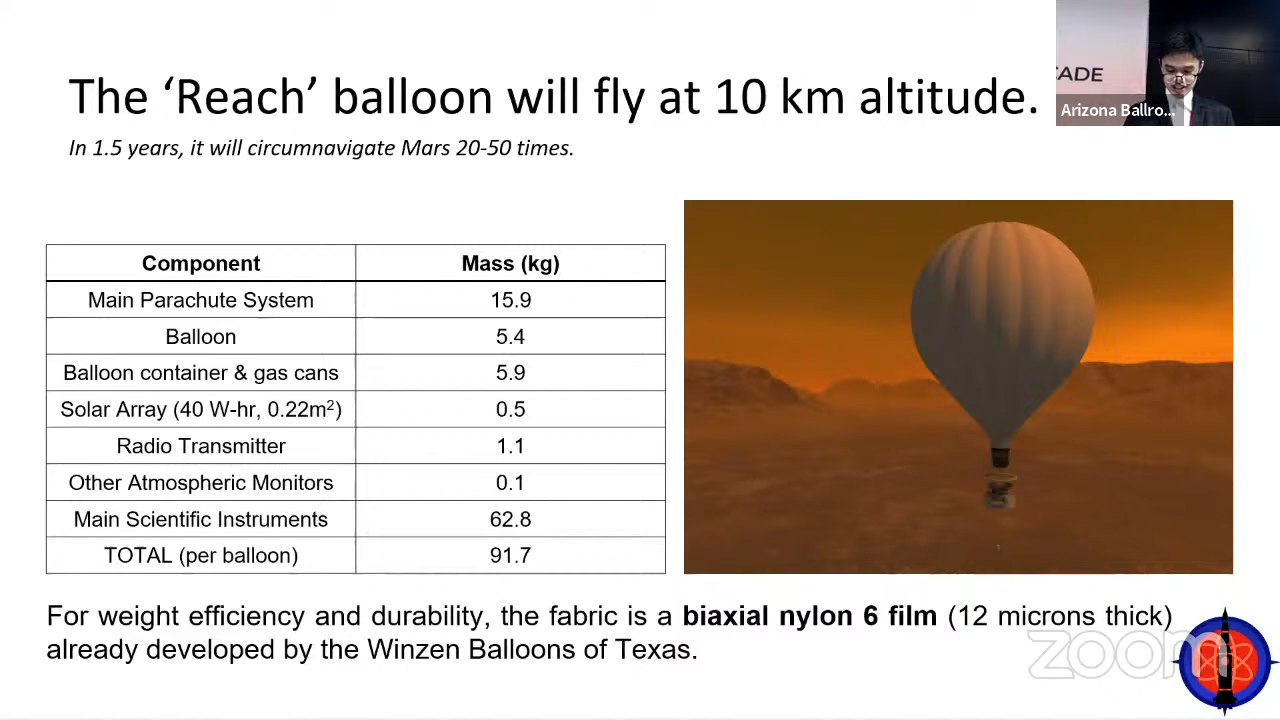 The ‘Reach’ balloon will fly at 10 km altitude.
In 1.5 years, it will circumnavigate Mars 20-50 times.
CADE
Arizona Ballro...
Component Mass (kg)
Main Parachute System 15.9
Balloon 5.4
Balloon container & gas cans 5.9
Solar Array (40 W-hr, 0.22m²) 0.5
Radio Transmitter 1.1
Other Atmospheric Monitors 0.1
Main Scientific Instruments 62.8
TOTAL (per balloon) 91.7
For weight efficiency and durability, the fabric is a biaxial nylon 6 film (12 microns thick)
already developed by the Winzen Balloons of Texas.
zoom